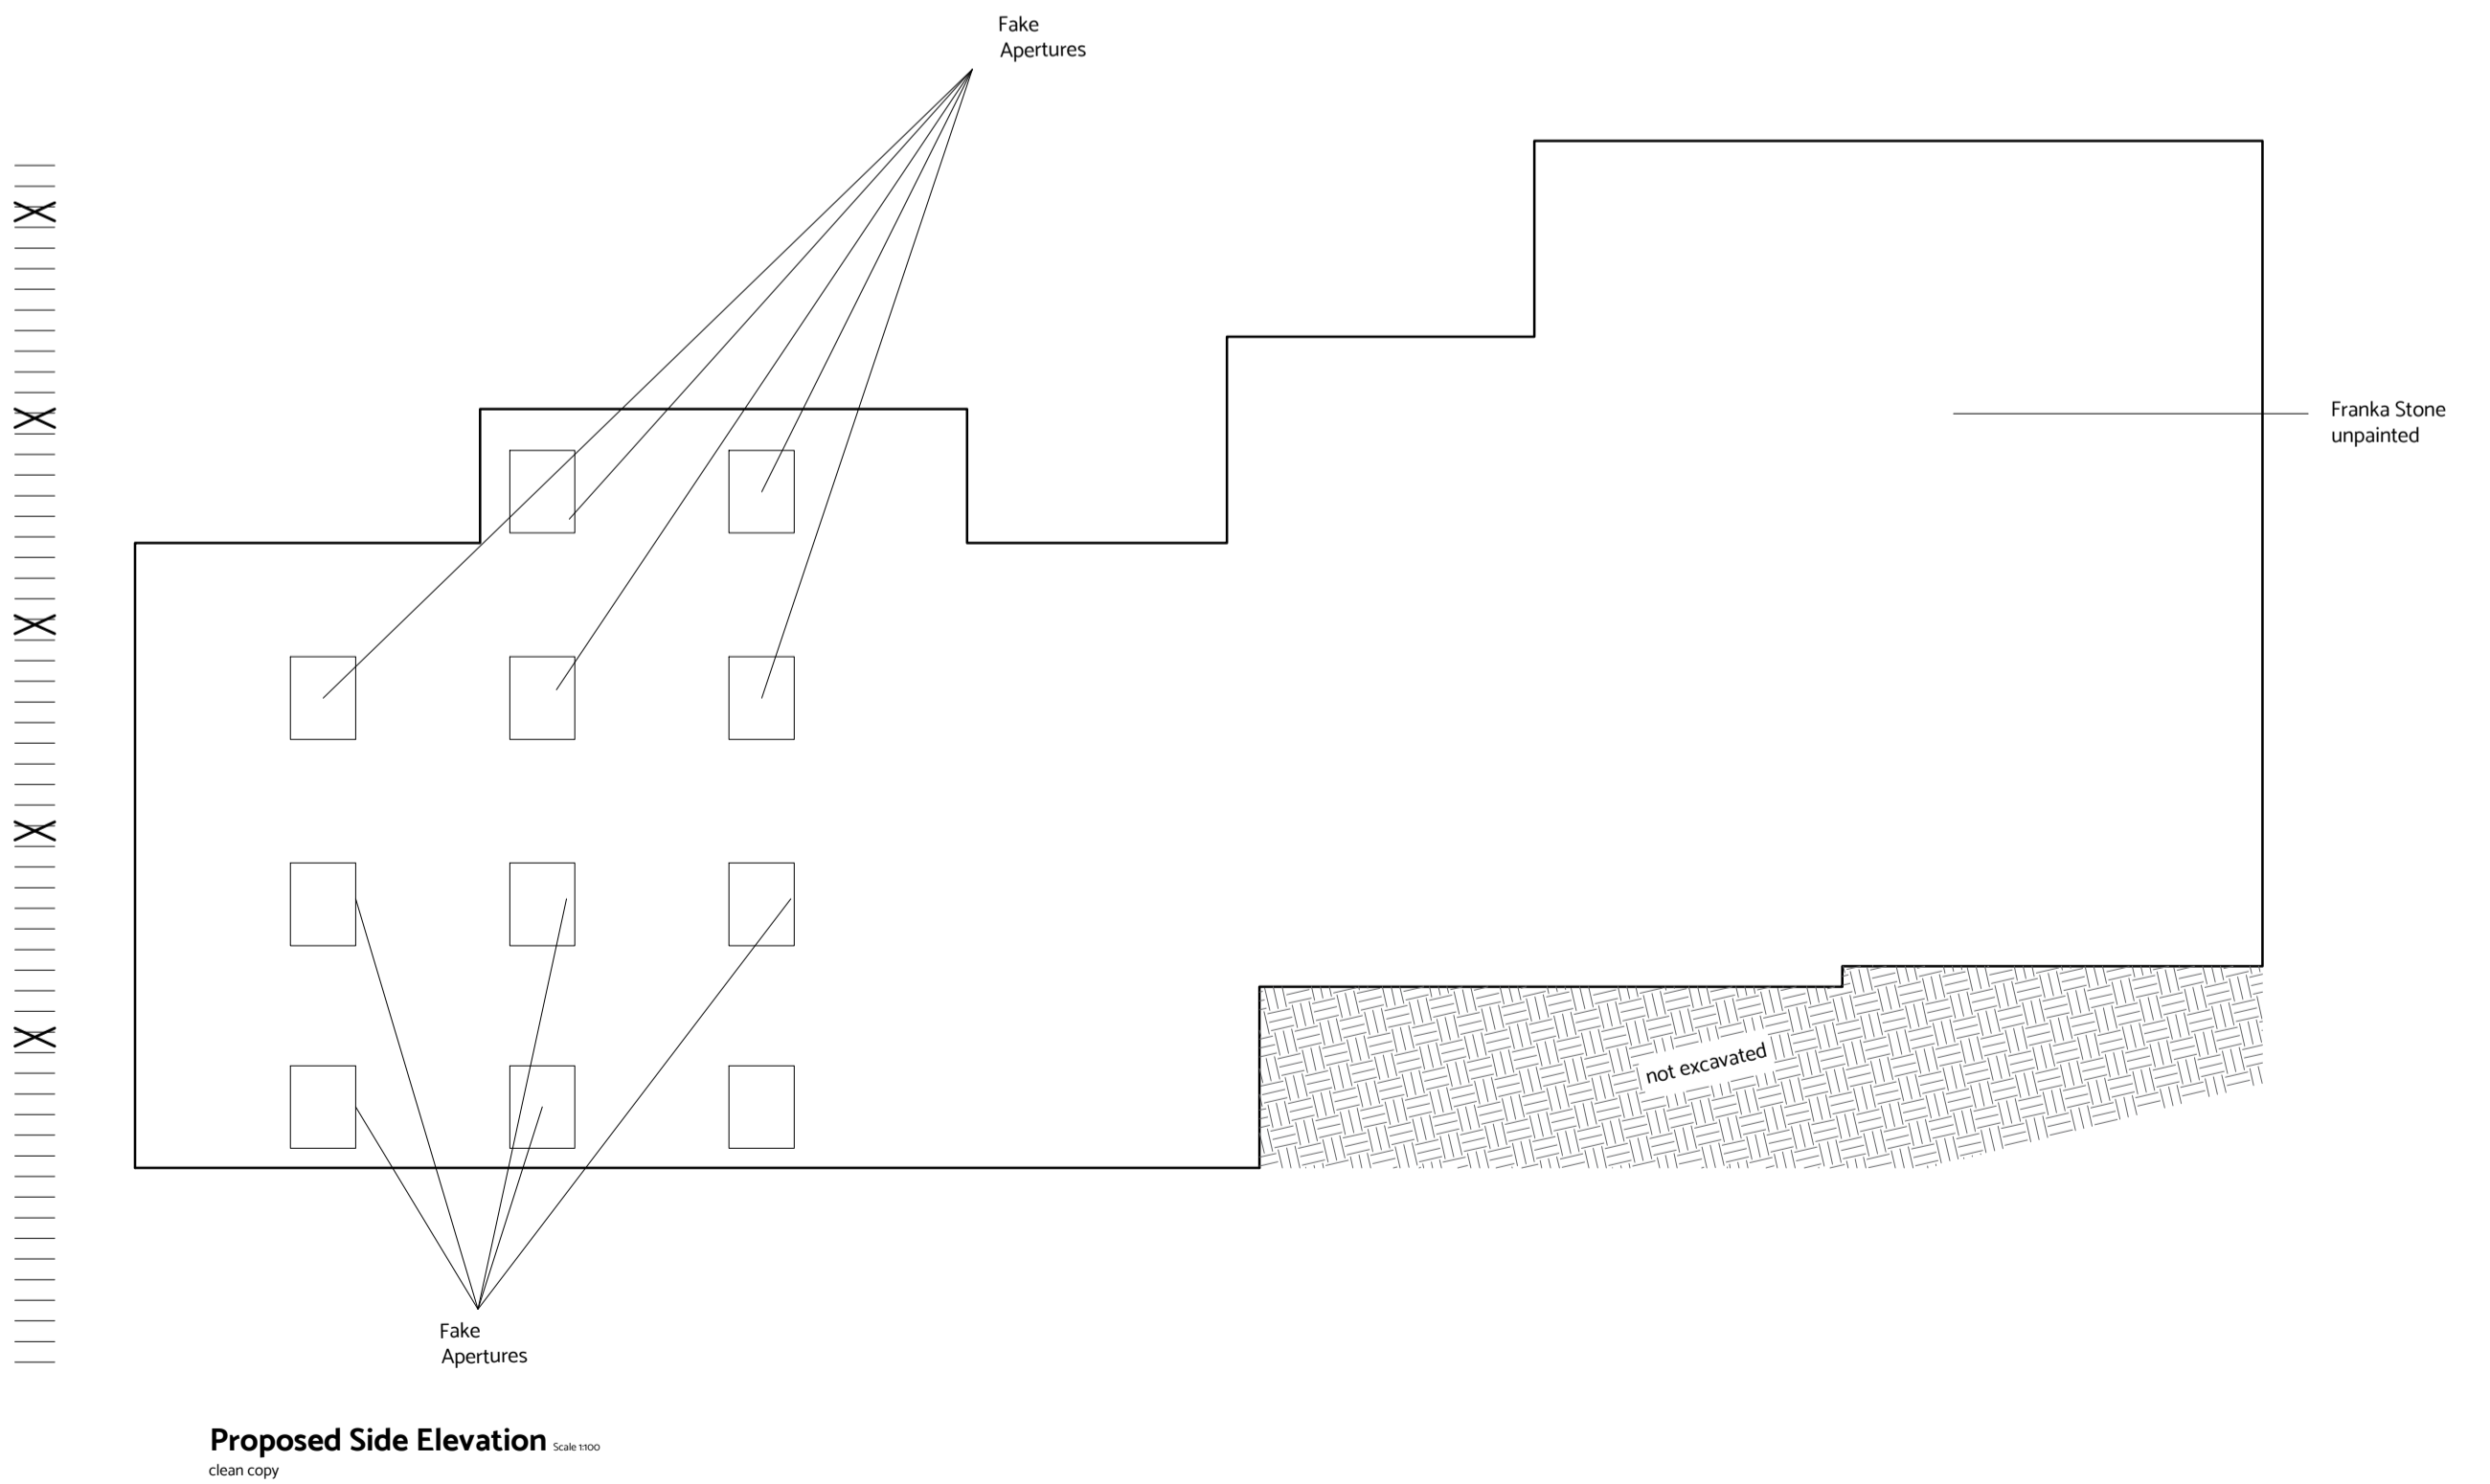 Fake
Apertures
Franka Stone
unpainted
not excavated
Fake
Apertures
Proposed Side Elevation Scale 1:100
clean copy